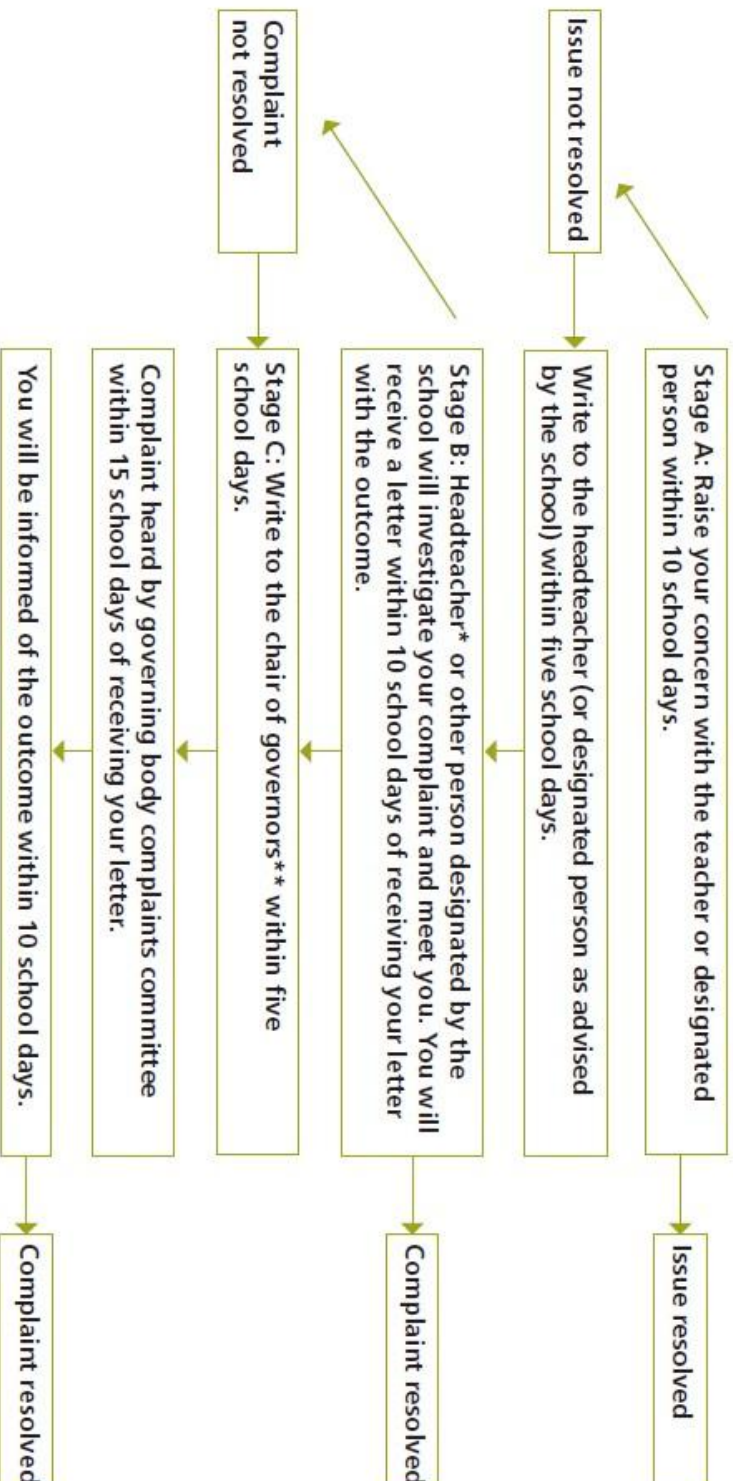 Stage A: Raise your concern with the teacher or designated
person within 10 school days.
Issue resolved
Issue not resolved
Write to the headteacher (or designated person as advised
by the school) within five school days.
Stage B: Headteacher* or other person designated by the
school will investigate your complaint and meet you. You will
receive a letter within 10 school days of receiving your letter
with the outcome.
Complaint resolved
Complaint
not resolved
Stage C: Write to the chair of governors** within five
school days.
Complaint heard by governing body complaints committee
within 15 school days of receiving your letter.
You will be informed of the outcome within 10 school days.
Complaint resolved